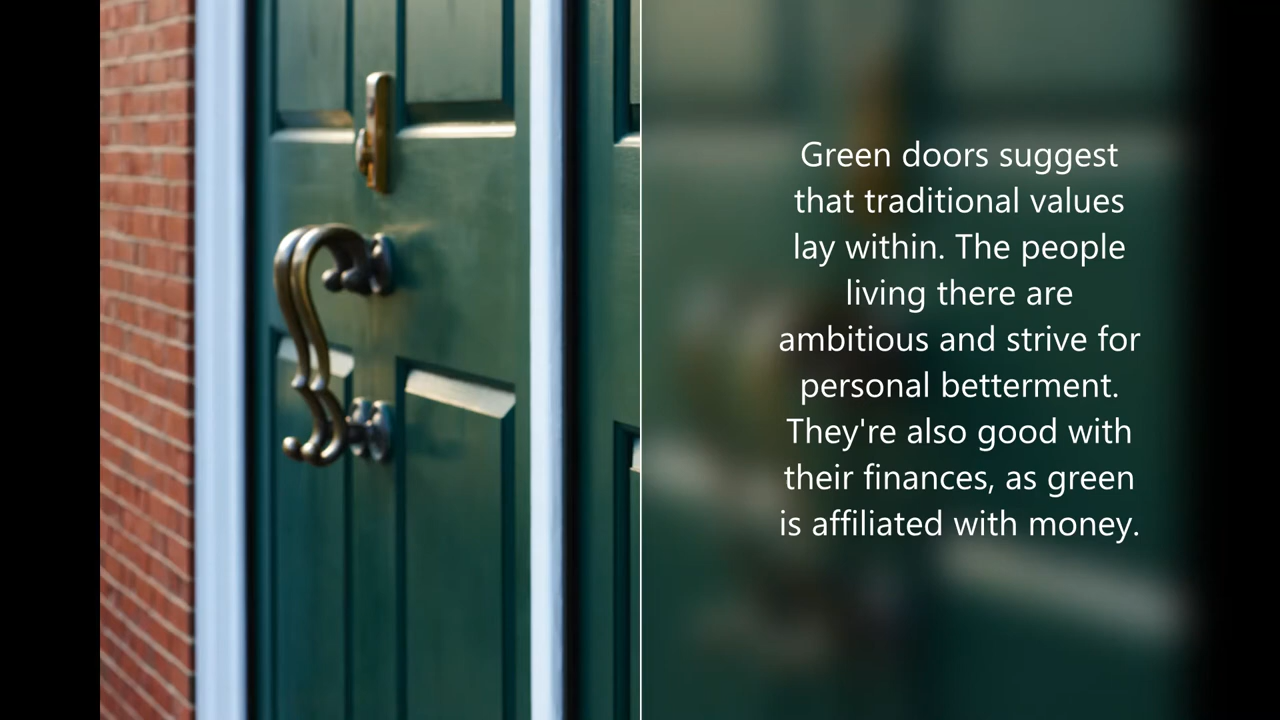 Green doors suggest
that traditional values
lay within. The people
living there are
ambitious and strive for
personal betterment.
They're also good with
their finances, as green
is affiliated with money.